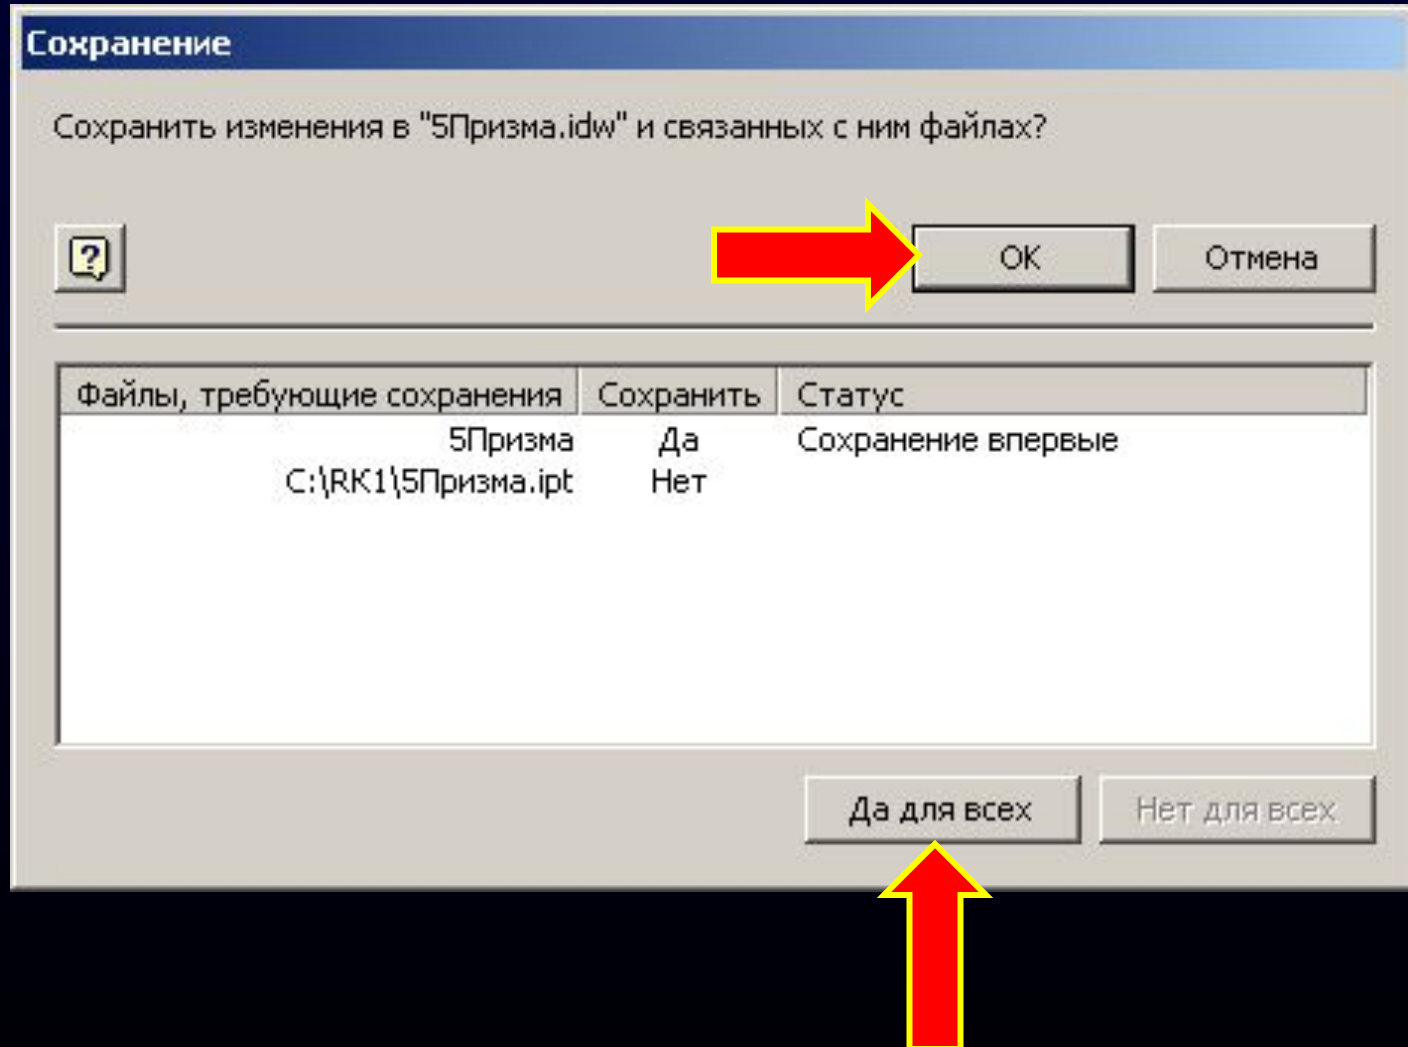 Сохранение
Сохранить изменения в "5Призма.idw" и связанных с ним файлах?
ОК Отмена
Файлы, требующие сохранения Сохранить Статус
5Призма Да Сохранение впервые
C:\RK1\5Призма.ipt Нет
Да для всех Нет для всех